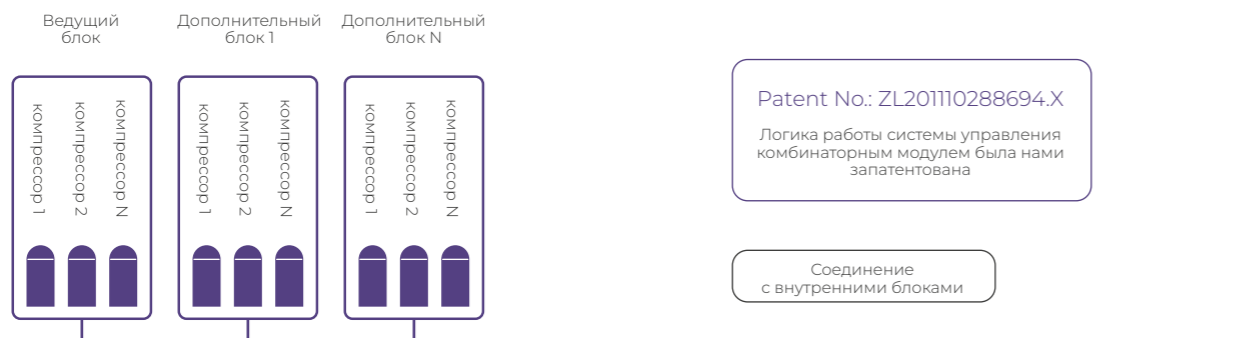 Ведущий
блок
Дополнительный
блок 1
Дополнительный
блок N
компрессор 1
компрессор 2
компрессор N
компрессор 1
компрессор 2
компрессор N
компрессор 1
компрессор 2
компрессор N
Patent No.: ZL201110288694.X
Логика работы системы управления
комбинаторным модулем была нами
запатентована
Соединение
с внутренними блоками